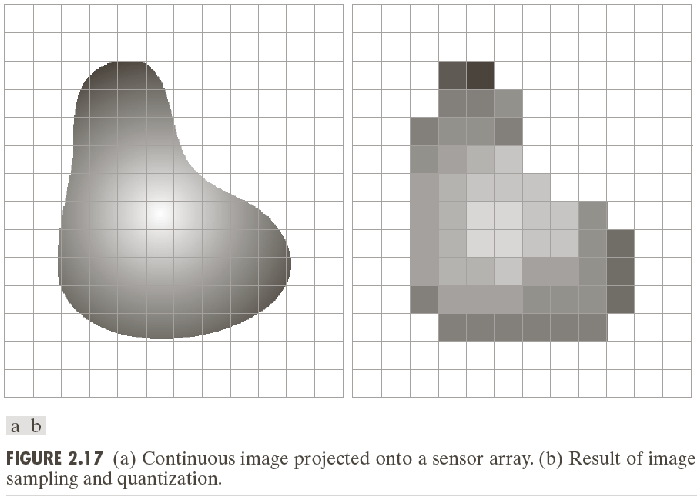 a b
FIGURE 2.17 (a) Continuous image projected onto a sensor array. (b) Result of image
sampling and quantization.